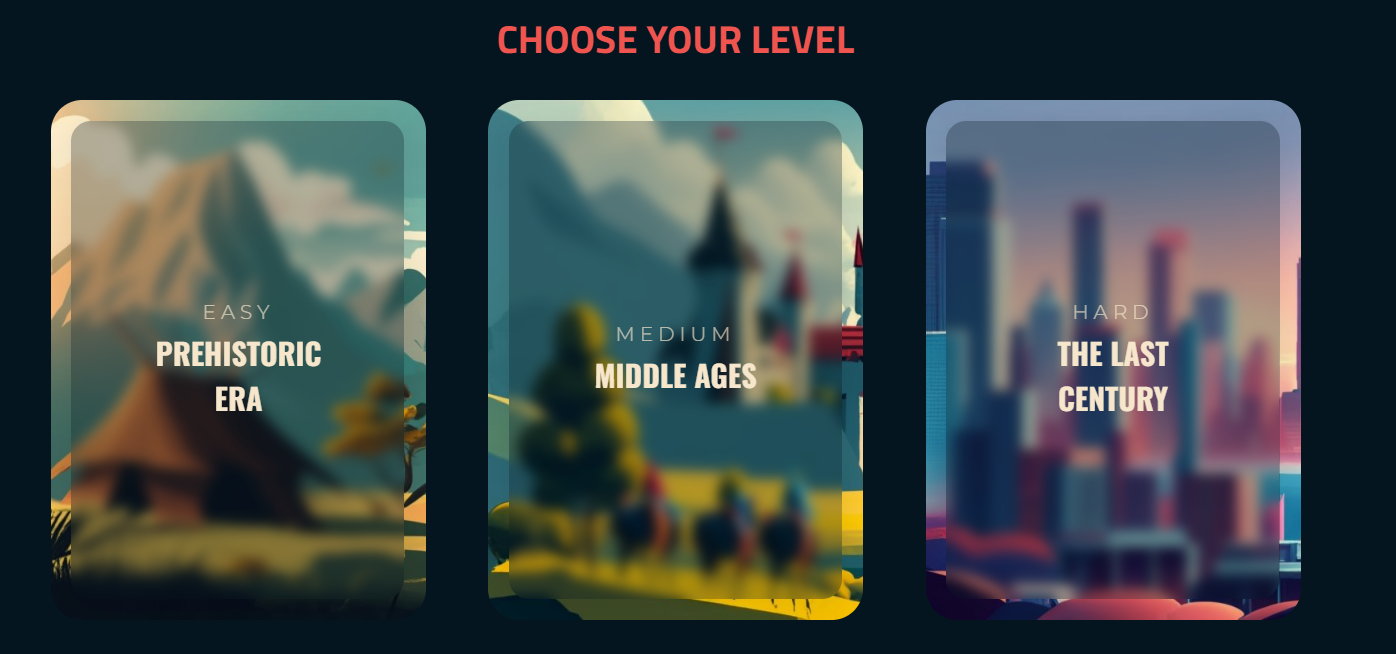 CHOOSE YOUR LEVEL
EASY
PREHISTORIC
ERA
MEDIUM
MIDDLE AGES
HARD
THE LAST
CENTURY